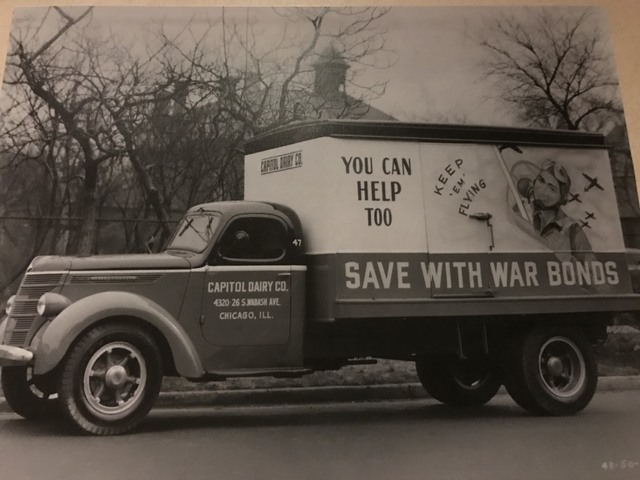 CAPITOL DAIRY CO.
YOU CAN
HELP
TOO
KEEP
'EM
FLYING
SAVE WITH WAR BONDS
47
CAPITOL DAIRY CO.
4320-26 S. WABASH AVE.
CHICAGO, ILL.